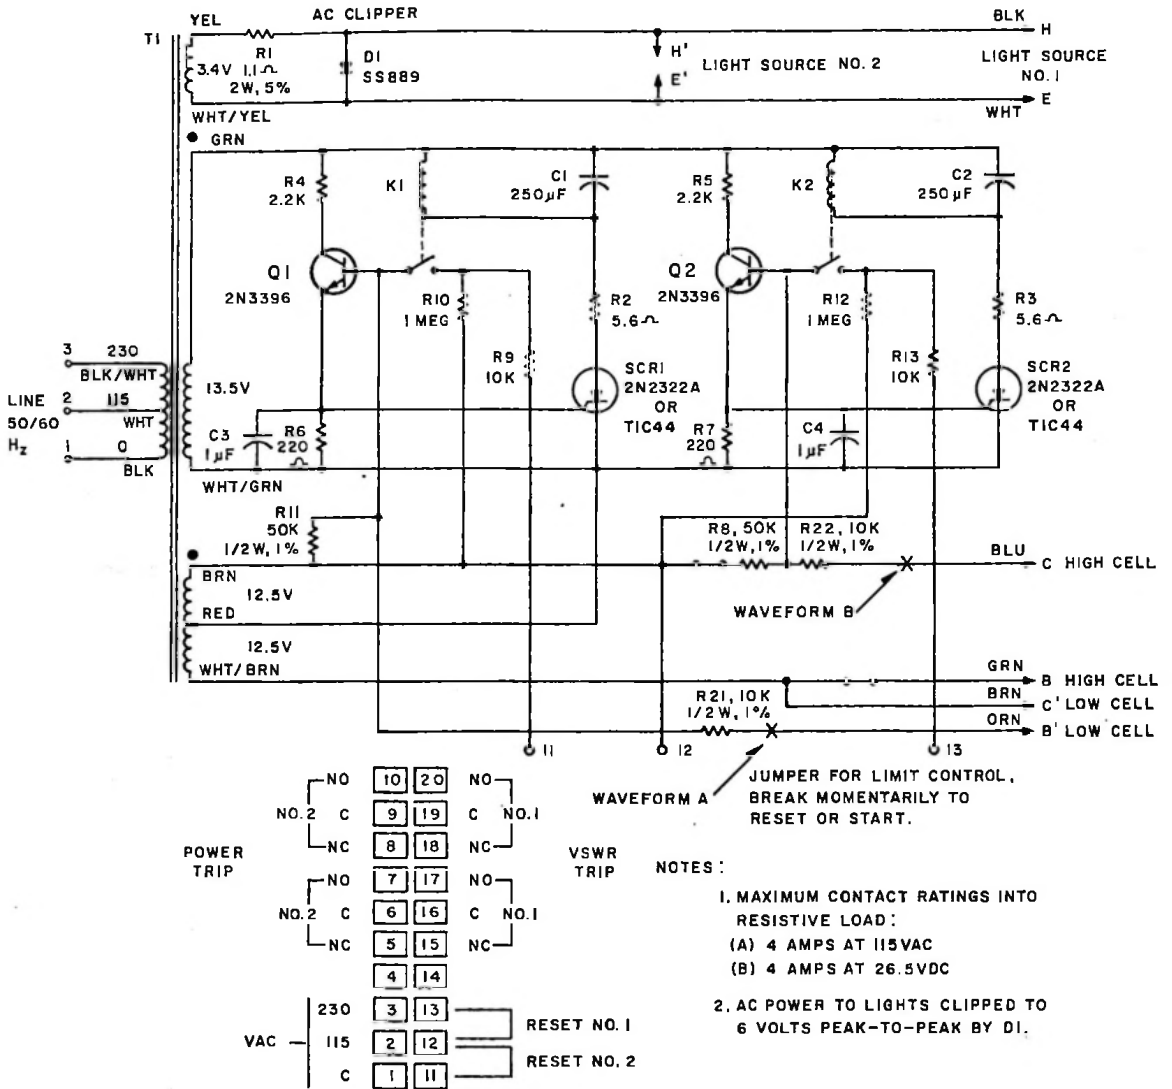 YEL
AC CLIPPER
BLK
H
T1
R1
1.1Ω
2W, 5%
3.4V
D1
SS889
H'
E'
LIGHT SOURCE NO. 2
LIGHT SOURCE
NO. 1
WHT/YEL
WHT
E
GRN
R4
2.2K
K1
C1
250µF
R5
2.2K
K2
C2
250µF
Q1
2N3396
R10
1 MEG
R2
5.6Ω
Q2
2N3396
R12
1 MEG
R3
5.6Ω
R9
10K
R13
10K
SCR1
2N2322A
OR
TIC44
SCR2
2N2322A
OR
TIC44
3
230
BLK/WHT
LINE
50/60
Hz
2
115
WHT
1
0
BLK
13.5V
C3
1µF
R6
220
Ω
R7
220
Ω
C4
1µF
WHT/GRN
R11
50K
1/2W, 1%
R8, 50K
1/2W, 1%
R22, 10K
1/2W, 1%
BLU
C HIGH CELL
BRN
12.5V
RED
WAVEFORM B
12.5V
WHT/BRN
GRN
B HIGH CELL
R21, 10K
1/2W, 1%
BRN
C' LOW CELL
ORN
B' LOW CELL
11
12
13
WAVEFORM A
JUMPER FOR LIMIT CONTROL,
BREAK MOMENTARILY TO
RESET OR START.
NO 10 20 NO
NO. 2 C 9 19 C NO. 1
NC 8 18 NC
POWER
TRIP
VSWR
TRIP
NO 7 17 NO
NO. 2 C 6 16 C NO. 1
NC 5 15 NC
4 14
230 3 13
RESET NO. 1
VAC 115 2 12
RESET NO. 2
C 1 11
NOTES:
1. MAXIMUM CONTACT RATINGS INTO
RESISTIVE LOAD:
(A) 4 AMPS AT 115VAC
(B) 4 AMPS AT 26.5VDC
2. AC POWER TO LIGHTS CLIPPED TO
6 VOLTS PEAK-TO-PEAK BY D1.